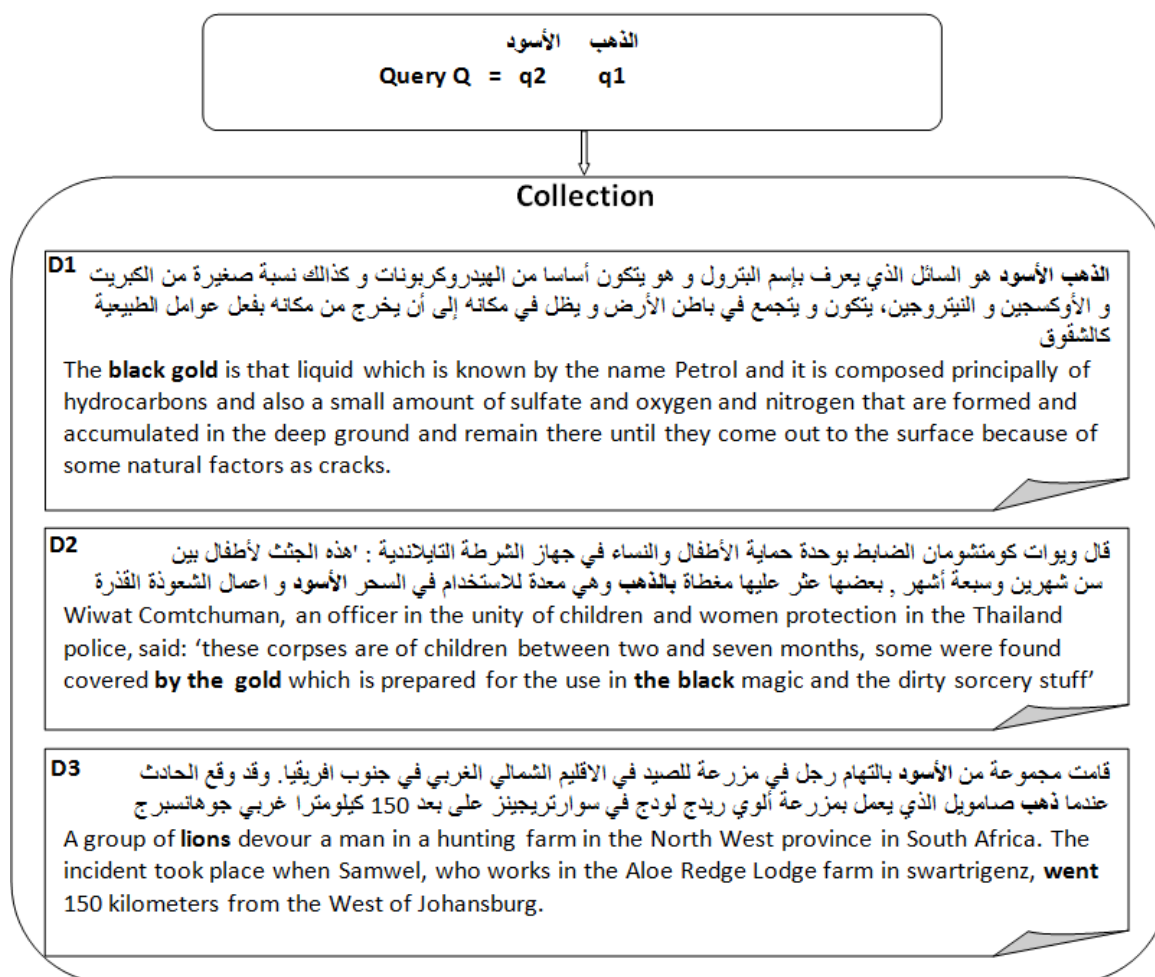 الذهب الأسود
Query Q = q2 q1
Collection
D1
الذهب الأسود هو السائل الذي يعرف بإسم البترول و هو يتكون أساسا من الهيدروكربونات و كذالك نسبة صغيرة من الكبريت
و الأوكسجين و النيتروجين، يتكون و يتجمع في باطن الأرض و يظل في مكانه إلى أن يخرج من مكانه بفعل عوامل الطبيعية
كالشقوق
The black gold is that liquid which is known by the name Petrol and it is composed principally of
hydrocarbons and also a small amount of sulfate and oxygen and nitrogen that are formed and
accumulated in the deep ground and remain there until they come out to the surface because of
some natural factors as cracks.
D2
قال ويوات كومتشومان الضابط بوحدة حماية الأطفال والنساء في جهاز الشرطة التايلاندية : 'هذه الجثث لأطفال بين
سن شهرين وسبعة أشهر , بعضها عثر عليها مغطاة بالذهب وهي معدة للاستخدام في السحر الأسود و اعمال الشعوذة القذرة
Wiwat Comtchuman, an officer in the unity of children and women protection in the Thailand
police, said: ‘these corpses are of children between two and seven months, some were found
covered by the gold which is prepared for the use in the black magic and the dirty sorcery stuff’
D3
قامت مجموعة من الأسود بالتهام رجل في مزرعة للصيد في الاقليم الشمالي الغربي في جنوب افريقيا. وقد وقع الحادث
عندما ذهب صامويل الذي يعمل بمزرعة ألوي ريدج لودج في سوارتريجينز على بعد 150 كيلومترا غربي جوهانسبرج
A group of lions devour a man in a hunting farm in the North West province in South Africa. The
incident took place when Samwel, who works in the Aloe Redge Lodge farm in swartrigenz, went
150 kilometers from the West of Johansburg.